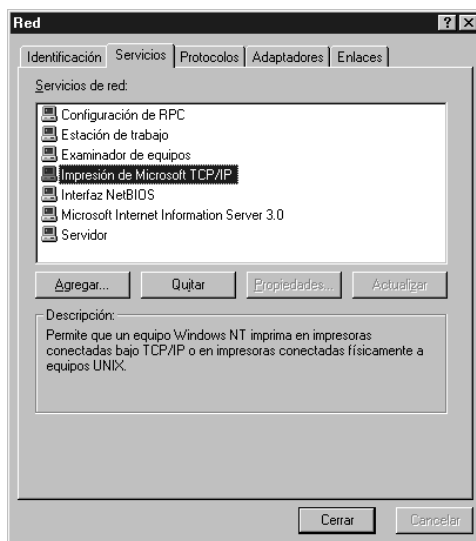 Red
Identificación Servicios Protocolos Adaptadores Enlaces
Servicios de red:
Configuración de RPC
Estación de trabajo
Examinador de equipos
Impresión de Microsoft TCP/IP
Interfaz NetBIOS
Microsoft Internet Information Server 3.0
Servidor
Agregar... Quitar Propiedades... Actualizar
Descripción:
Permite que un equipo Windows NT imprima en impresoras
conectadas bajo TCP/IP o en impresoras conectadas físicamente a
equipos UNIX.
Cerrar Cancelar